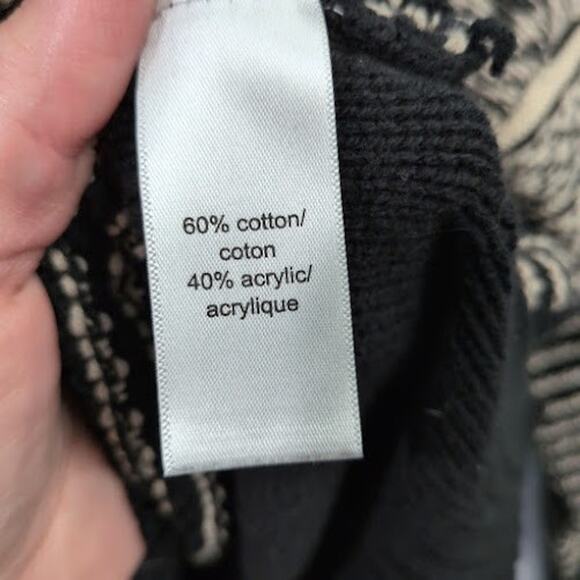 60% cotton/
coton
40% acrylic/
acrylique